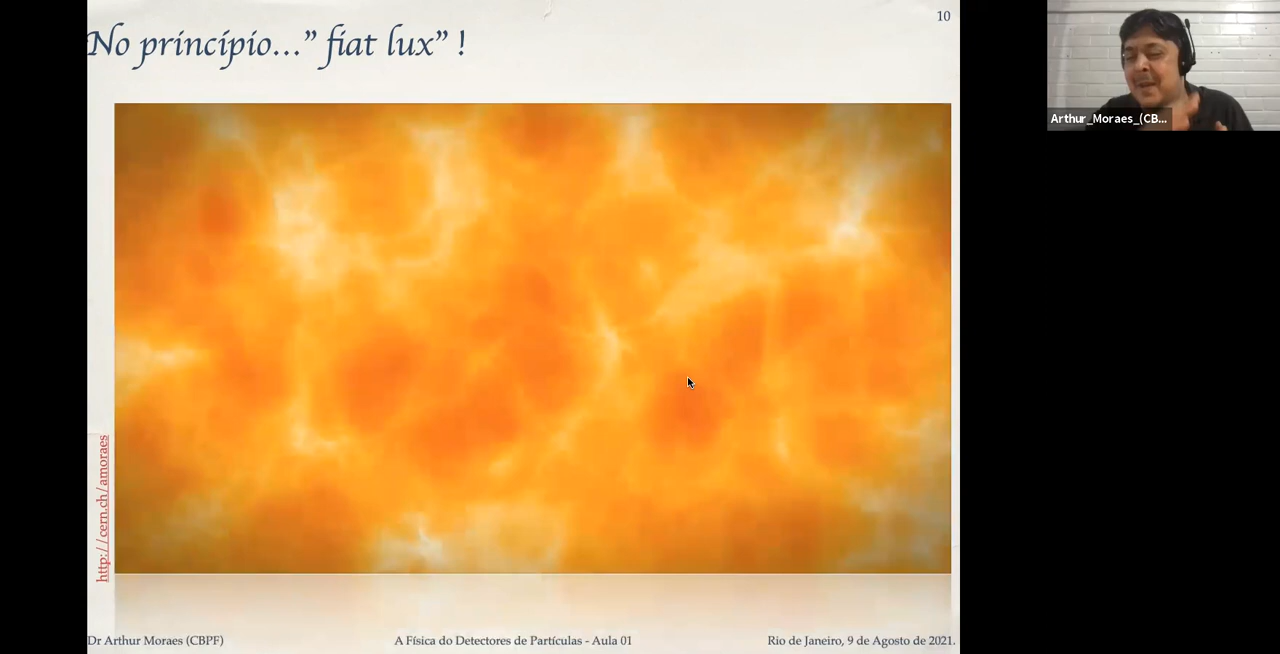 10
No princípio...” fiat lux” !
Arthur_Moraes_(CB...
http://cern.ch/amoraes
Dr Arthur Moraes (CBPF)
A Física do Detectores de Partículas - Aula 01
Rio de Janeiro, 9 de Agosto de 2021.